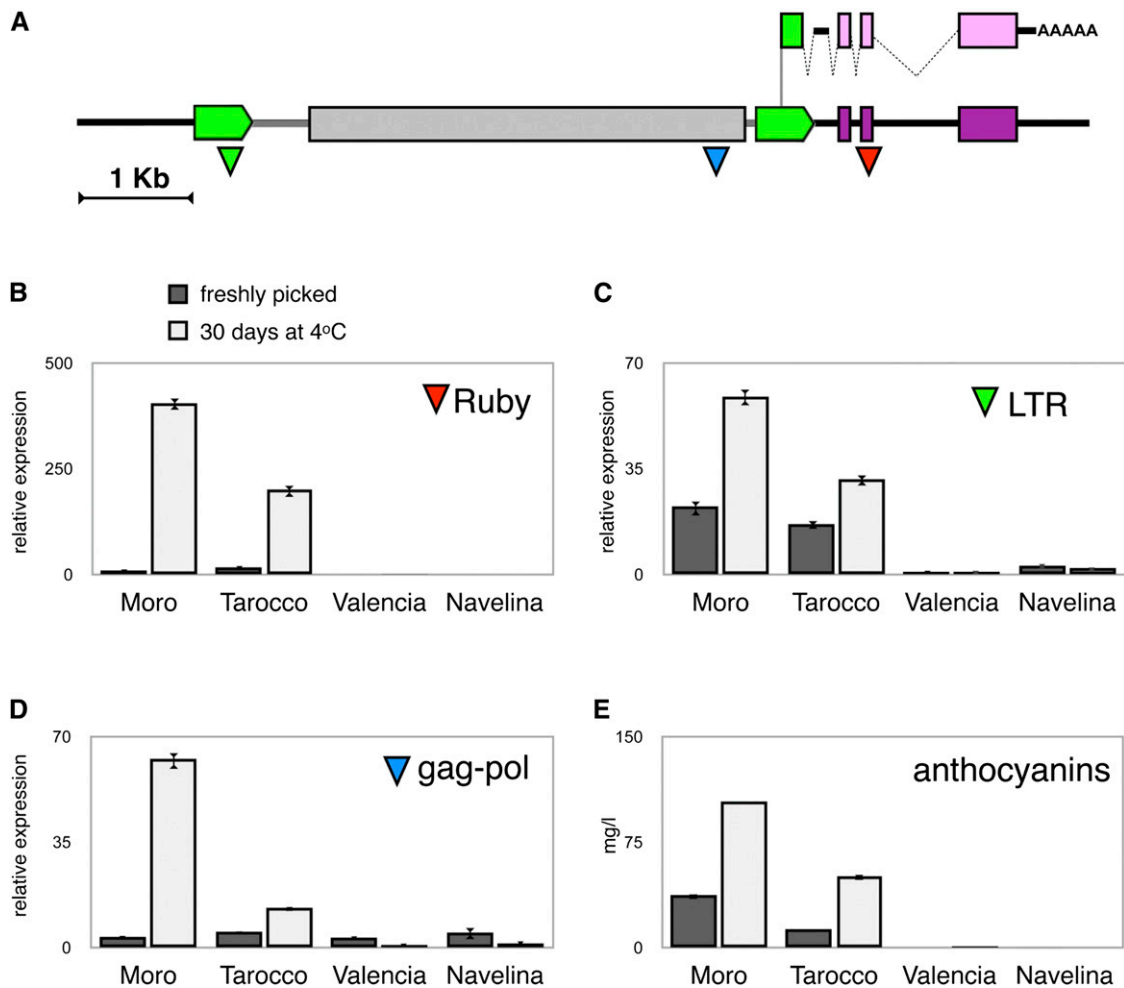 A
AAAAA
1 Kb
B
freshly picked
30 days at 4°C
C
500
250
0
relative expression
Ruby
Moro Tarocco Valencia Navelina
70
35
0
relative expression
LTR
Moro Tarocco Valencia Navelina
D
70
35
0
relative expression
gag-pol
Moro Tarocco Valencia Navelina
E
150
75
0
mg/l
anthocyanins
Moro Tarocco Valencia Navelina